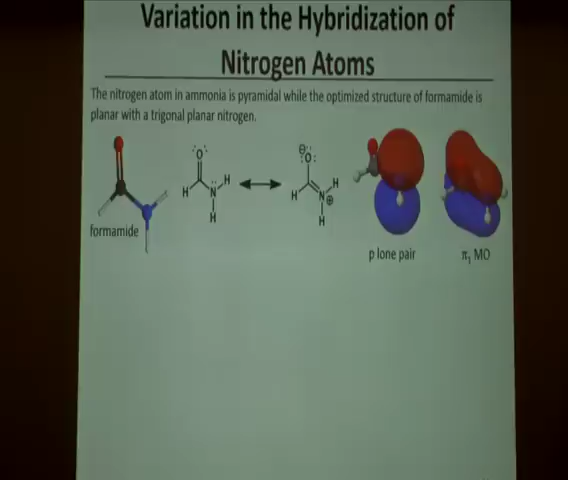 Variation in the Hybridization of
Nitrogen Atoms
The nitrogen atom in ammonia is pyramidal while the optimized structure of formamide is
planar with a trigonal planar nitrogen.
O
O
H N H
H N H
H
H
formamide
p lone pair
π₁ MO